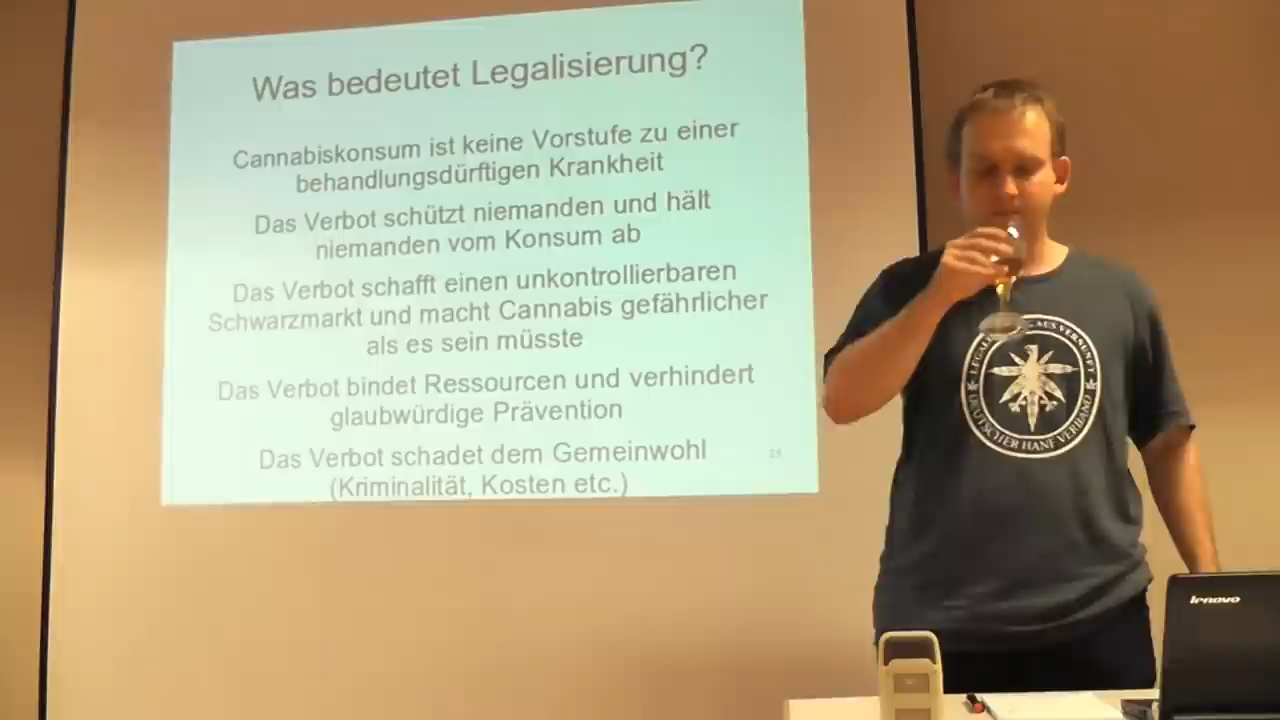 Was bedeutet Legalisierung?
Cannabiskonsum ist keine Vorstufe zu einer
behandlungsdürftigen Krankheit
Das Verbot schützt niemanden und hält
niemanden vom Konsum ab
Das Verbot schafft einen unkontrollierbaren
Schwarzmarkt und macht Cannabis gefährlicher
als es sein müsste
Das Verbot bindet Ressourcen und verhindert
glaubwürdige Prävention
Das Verbot schadet dem Gemeinwohl
(Kriminalität, Kosten etc.)
AUS VERNUNFT
DEUTSCHER HANF VERBAND
lenovo